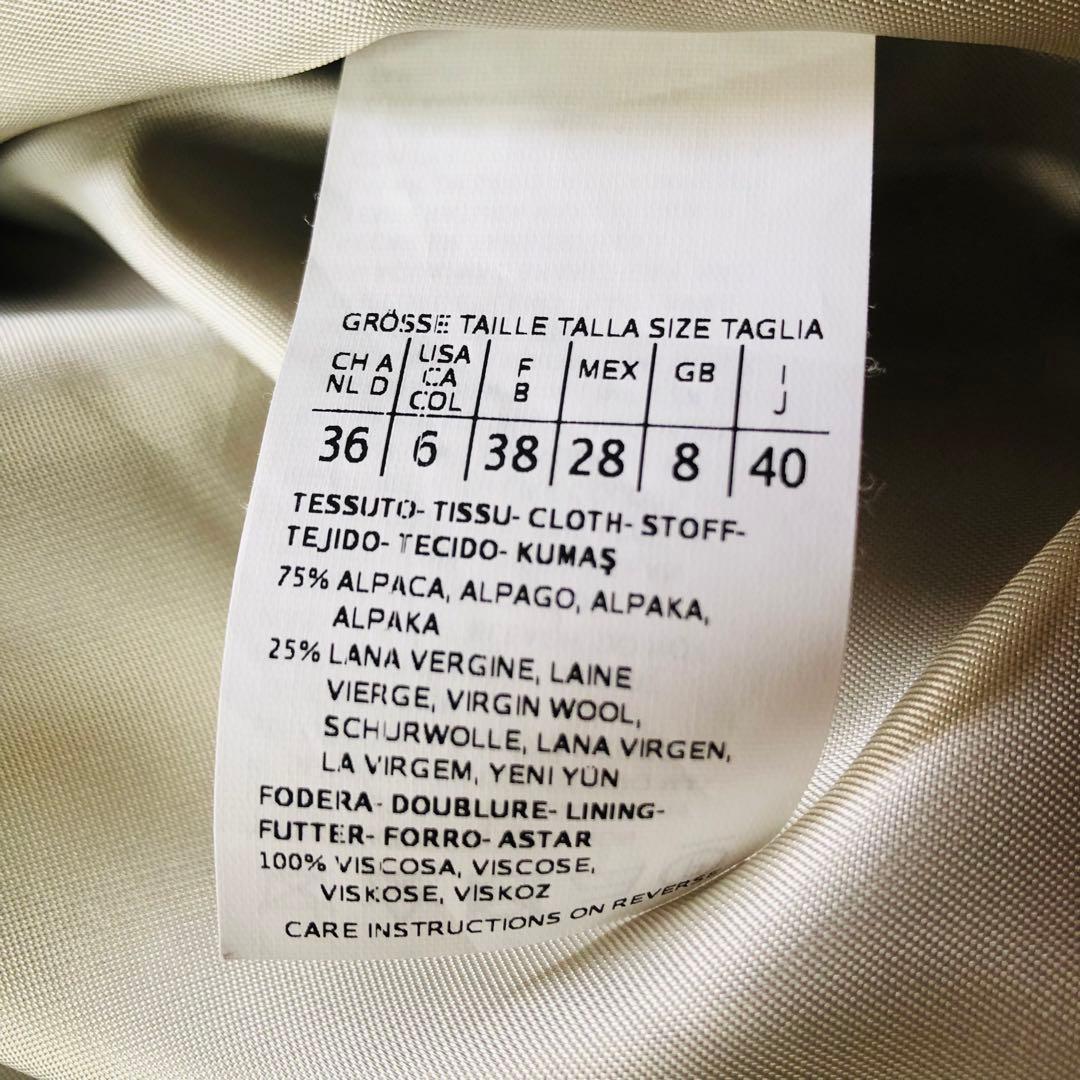 GRÖSSE TAILLE TALLA SIZE TAGLIA
CH A NL D | USA CA COL | F B | MEX | GB | I J
36 | 6 | 38 | 28 | 8 | 40
TESSUTO- TISSU- CLOTH- STOFF-
TEJIDO- TECIDO- KUMAŞ
75% ALPACA, ALPAGO, ALPAKA,
ALPAKA
25% LANA VERGINE, LAINE
VIERGE, VIRGIN WOOL,
SCHURWOLLE, LANA VIRGEN,
LA VIRGEM, YENI YÜN
FODERA- DOUBLURE- LINING-
FUTTER- FORRO- ASTAR
100% VISCOSA, VISCOSE,
VISKOSE, VISKOZ
CARE INSTRUCTIONS ON REVERSE